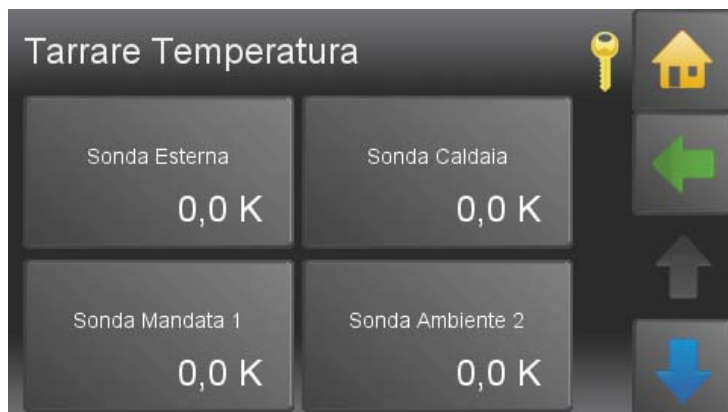 Tarrare Temperatura
Sonda Esterna
0,0 K
Sonda Caldaia
0,0 K
Sonda Mandata 1
0,0 K
Sonda Ambiente 2
0,0 K